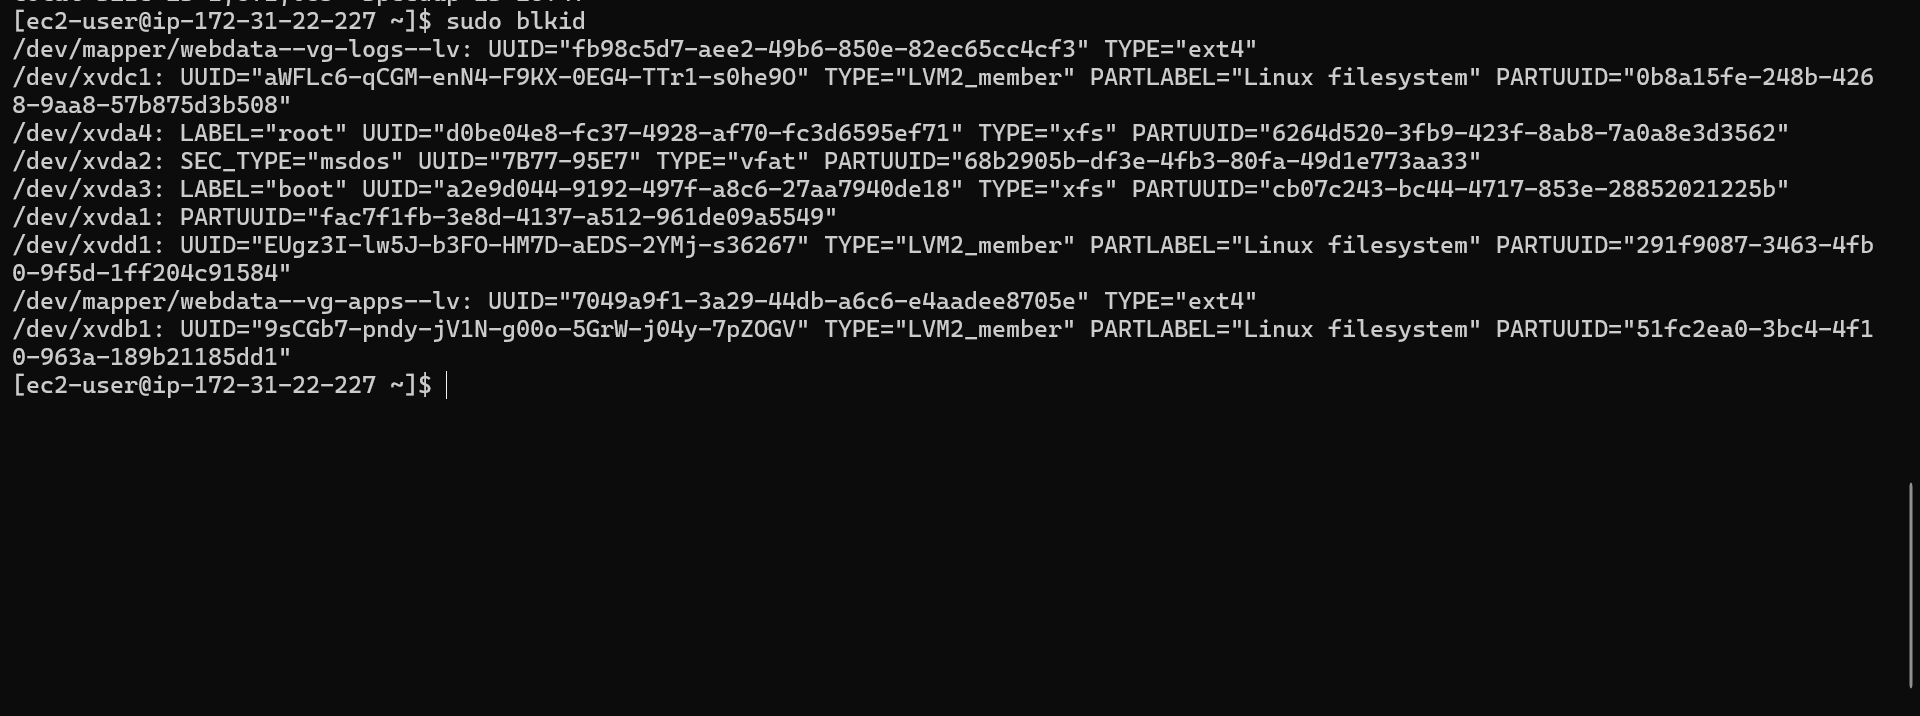 [ec2-user@ip-172-31-22-227 ~]$ sudo blkid
/dev/mapper/webdata--vg-logs--lv: UUID="fb98c5d7-aee2-49b6-850e-82ec65cc4cf3" TYPE="ext4"
/dev/xvdc1: UUID="aWFLc6-qCGM-enN4-F9KX-0EG4-TTr1-s0he9O" TYPE="LVM2_member" PARTLABEL="Linux filesystem" PARTUUID="0b8a15fe-248b-426
8-9aa8-57b875d3b508"
/dev/xvda4: LABEL="root" UUID="d0be04e8-fc37-4928-af70-fc3d6595ef71" TYPE="xfs" PARTUUID="6264d520-3fb9-423f-8ab8-7a0a8e3d3562"
/dev/xvda2: SEC_TYPE="msdos" UUID="7B77-95E7" TYPE="vfat" PARTUUID="68b2905b-df3e-4fb3-80fa-49d1e773aa33"
/dev/xvda3: LABEL="boot" UUID="a2e9d044-9192-497f-a8c6-27aa7940de18" TYPE="xfs" PARTUUID="cb07c243-bc44-4717-853e-28852021225b"
/dev/xvda1: PARTUUID="fac7f1fb-3e8d-4137-a512-961de09a5549"
/dev/xvdd1: UUID="EUgz3I-lw5J-b3FO-HM7D-aEDS-2YMj-s36267" TYPE="LVM2_member" PARTLABEL="Linux filesystem" PARTUUID="291f9087-3463-4fb
0-9f5d-1ff204c91584"
/dev/mapper/webdata--vg-apps--lv: UUID="7049a9f1-3a29-44db-a6c6-e4aadee8705e" TYPE="ext4"
/dev/xvdb1: UUID="9sCGb7-pndy-jV1N-g00o-5GrW-j04y-7pZOGV" TYPE="LVM2_member" PARTLABEL="Linux filesystem" PARTUUID="51fc2ea0-3bc4-4f1
0-963a-189b21185dd1"
[ec2-user@ip-172-31-22-227 ~]$